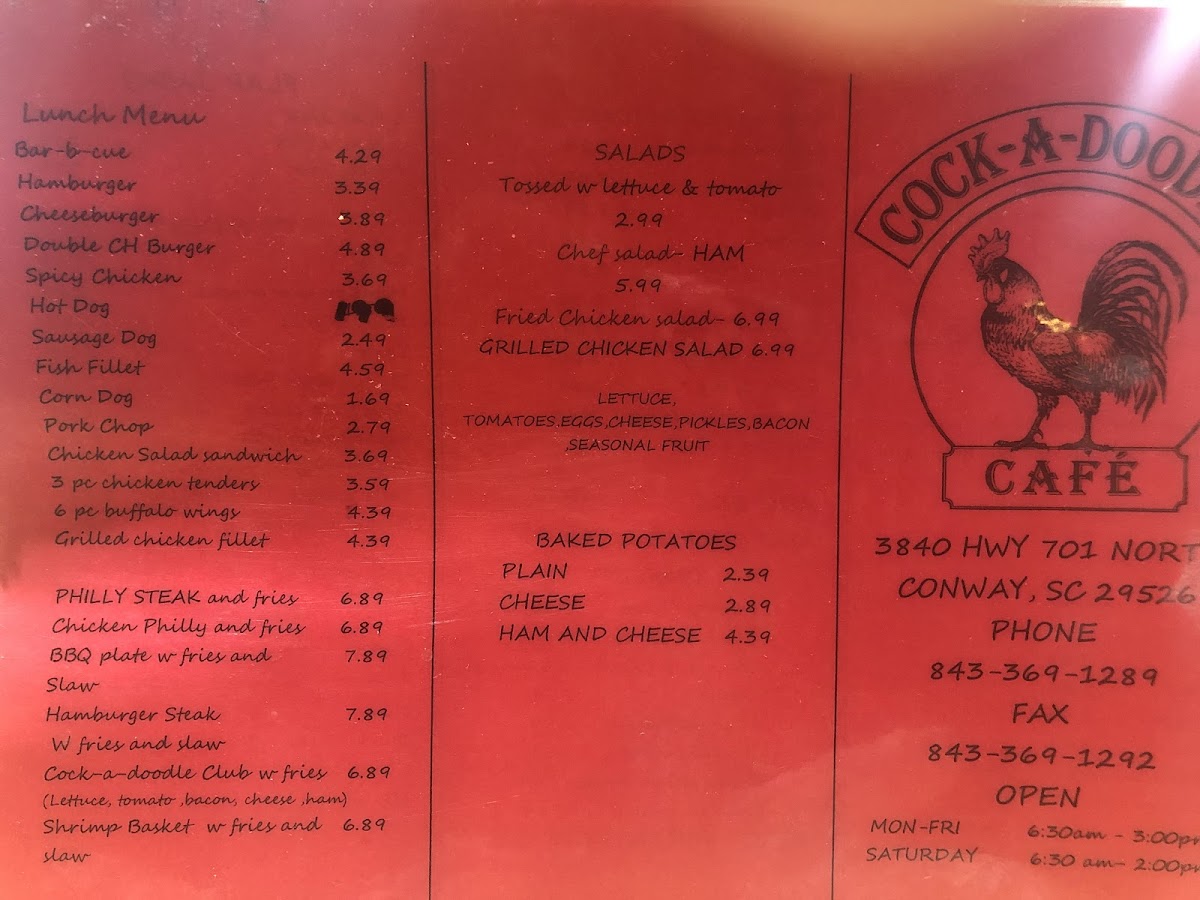 Lunch Menu
Bar-b-cue 4.29
Hamburger 3.39
Cheeseburger 3.89
Double CH Burger 4.89
Spicy Chicken 3.69
Hot Dog
Sausage Dog 2.49
Fish Fillet 4.59
Corn Dog 1.69
Pork Chop 2.79
Chicken Salad sandwich 3.69
3 pc chicken tenders 3.59
6 pc buffalo wings 4.39
Grilled chicken fillet 4.39
PHILLY STEAK and fries 6.89
Chicken Philly and fries 6.89
BBQ plate w fries and 7.89
Slaw
Hamburger Steak 7.89
W fries and slaw
Cock-a-doodle Club w fries 6.89
(Lettuce, tomato ,bacon, cheese ,ham)
Shrimp Basket w fries and 6.89
slaw
SALADS
Tossed w lettuce & tomato
2.99
Chef salad- HAM
5.99
Fried Chicken salad- 6.99
GRILLED CHICKEN SALAD 6.99
LETTUCE,
TOMATOES.EGGS,CHEESE,PICKLES,BACON
,SEASONAL FRUIT
BAKED POTATOES
PLAIN 2.39
CHEESE 2.89
HAM AND CHEESE 4.39
COCK-A-DOOD
CAFÉ
3840 HWY 701 NORT
CONWAY, SC 29526
PHONE
843-369-1289
FAX
843-369-1292
OPEN
MON-FRI 6:30am - 3:00pm
SATURDAY 6:30 am- 2:00pm